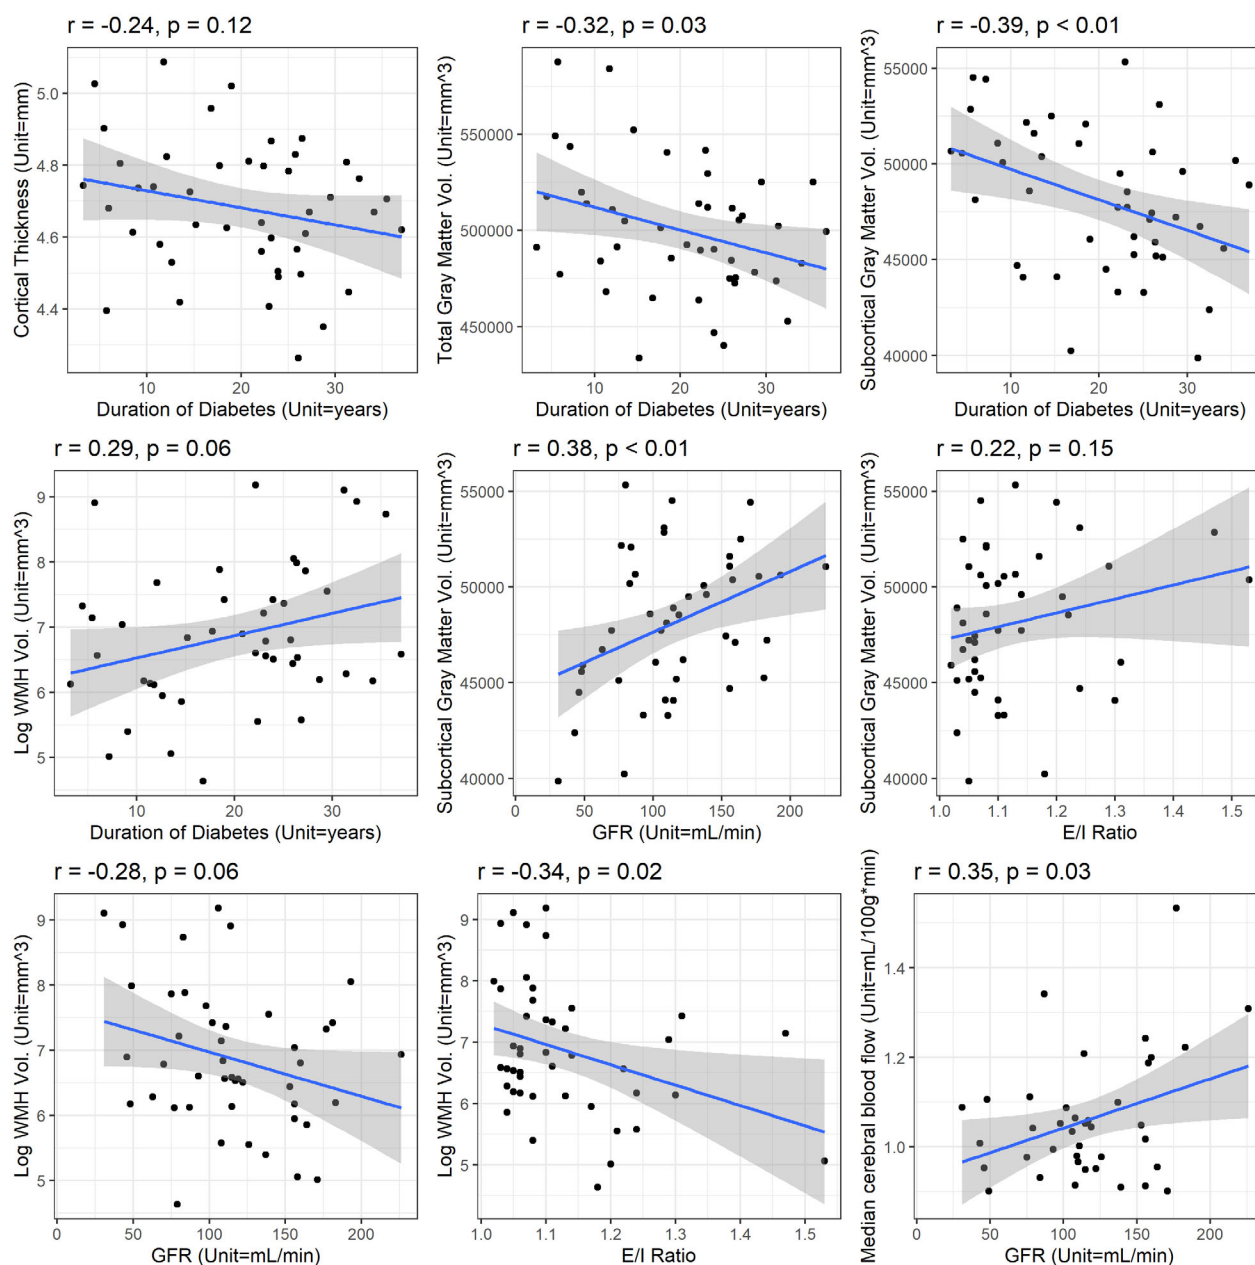 r = -0.24, p = 0.12
Cortical Thickness (Unit=mm)
5.0
4.8
4.6
4.4
10 20 30
Duration of Diabetes (Unit=years)
r = -0.32, p = 0.03
Total Gray Matter Vol. (Unit=mm^3)
550000
500000
450000
10 20 30
Duration of Diabetes (Unit=years)
r = -0.39, p < 0.01
Subcortical Gray Matter Vol. (Unit=mm^3)
55000
50000
45000
40000
10 20 30
Duration of Diabetes (Unit=years)
r = 0.29, p = 0.06
Log WMH Vol. (Unit=mm^3)
9
8
7
6
5
10 20 30
Duration of Diabetes (Unit=years)
r = 0.38, p < 0.01
Subcortical Gray Matter Vol. (Unit=mm^3)
55000
50000
45000
40000
0 50 100 150 200
GFR (Unit=mL/min)
r = 0.22, p = 0.15
Subcortical Gray Matter Vol. (Unit=mm^3)
55000
50000
45000
40000
1.0 1.1 1.2 1.3 1.4 1.5
E/I Ratio
r = -0.28, p = 0.06
Log WMH Vol. (Unit=mm^3)
9
8
7
6
5
0 50 100 150 200
GFR (Unit=mL/min)
r = -0.34, p = 0.02
Log WMH Vol. (Unit=mm^3)
9
8
7
6
5
1.0 1.1 1.2 1.3 1.4 1.5
E/I Ratio
r = 0.35, p = 0.03
Median cerebral blood flow (Unit=mL/100g*min)
1.4
1.2
1.0
0 50 100 150 200
GFR (Unit=mL/min)